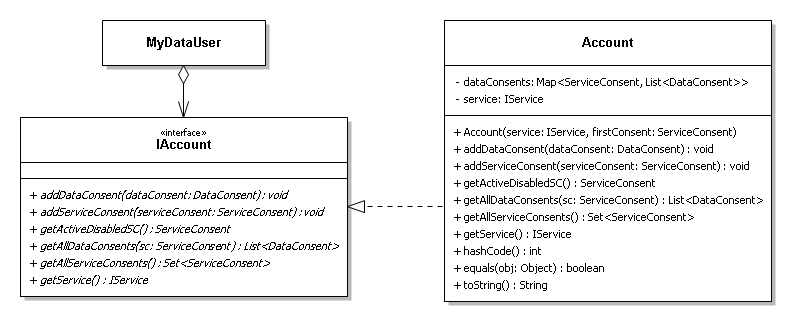 MyDataUser
«interface»
IAccount
+ addDataConsent(dataConsent: DataConsent) : void
+ addServiceConsent(serviceConsent: ServiceConsent) : void
+ getActiveDisabledSC() : ServiceConsent
+ getAllDataConsents(sc: ServiceConsent) : List<DataConsent>
+ getAllServiceConsents() : Set<ServiceConsent>
+ getService() : IService
Account
- dataConsents: Map<ServiceConsent, List<DataConsent>>
- service: IService
+ Account(service: IService, firstConsent: ServiceConsent)
+ addDataConsent(dataConsent: DataConsent) : void
+ addServiceConsent(serviceConsent: ServiceConsent) : void
+ getActiveDisabledSC() : ServiceConsent
+ getAllDataConsents(sc: ServiceConsent) : List<DataConsent>
+ getAllServiceConsents() : Set<ServiceConsent>
+ getService() : IService
+ hashCode() : int
+ equals(obj: Object) : boolean
+ toString() : String